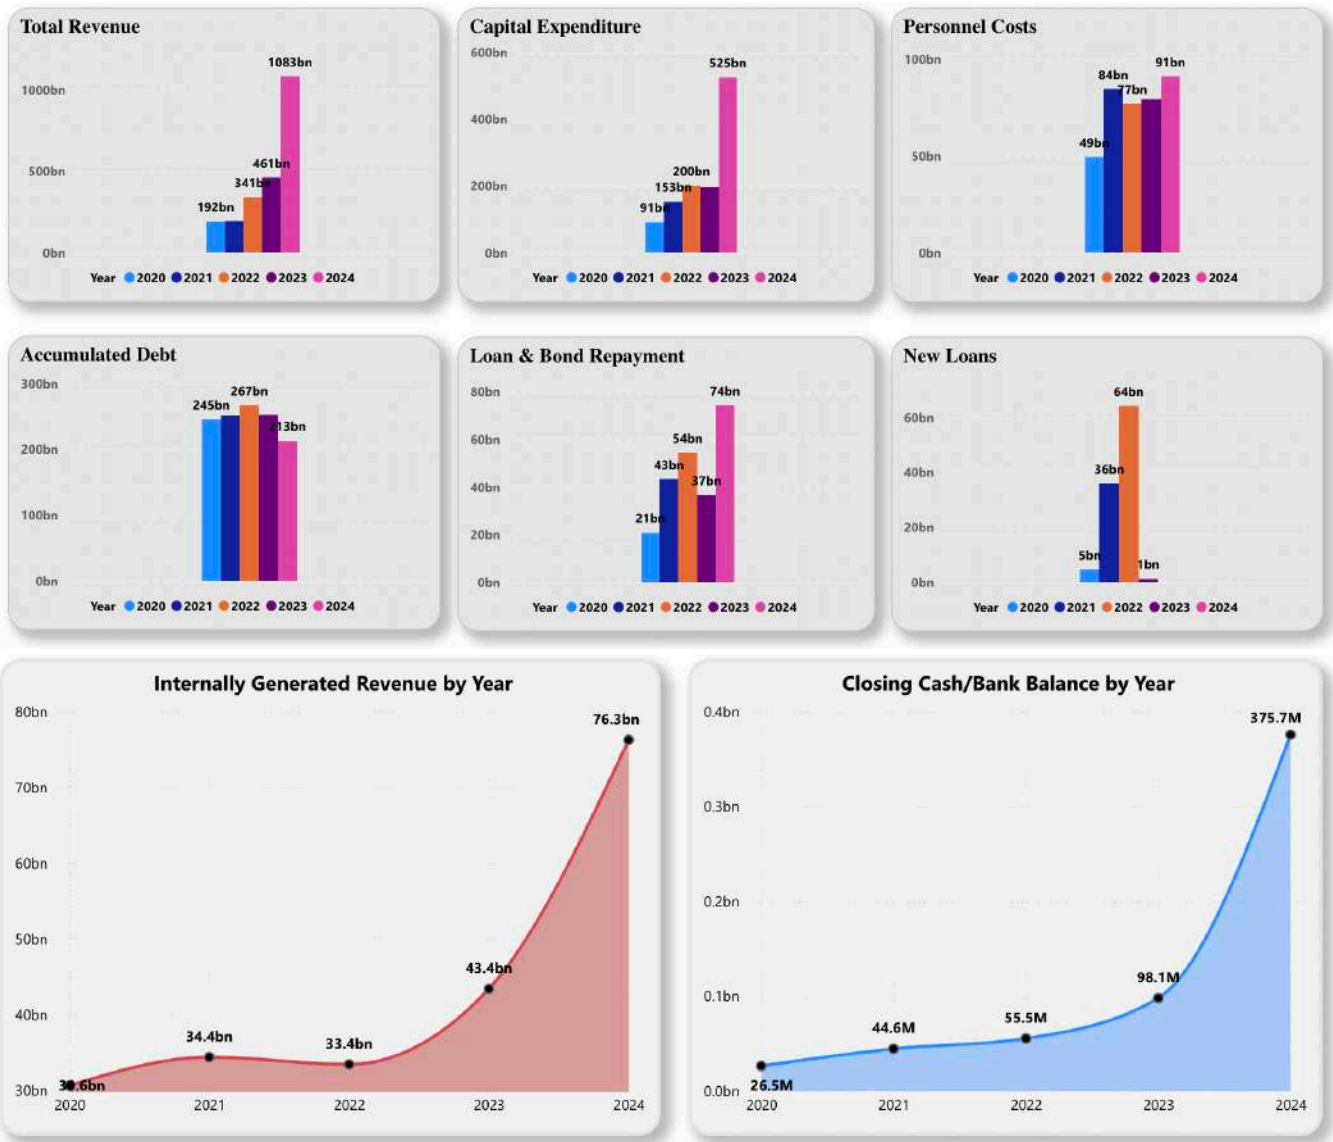 Total Revenue
1000bn
500bn
0bn
192bn
341bn
461bn
1083bn
Year 2020 2021 2022 2023 2024
Capital Expenditure
600bn
400bn
200bn
0bn
91bn
153bn
200bn
525bn
Year 2020 2021 2022 2023 2024
Personnel Costs
100bn
50bn
0bn
49bn
84bn
77bn
91bn
Year 2020 2021 2022 2023 2024
Accumulated Debt
300bn
200bn
100bn
0bn
245bn
267bn
213bn
Year 2020 2021 2022 2023 2024
Loan & Bond Repayment
80bn
60bn
40bn
20bn
0bn
21bn
43bn
54bn
37bn
74bn
Year 2020 2021 2022 2023 2024
New Loans
60bn
40bn
20bn
0bn
5bn
36bn
64bn
1bn
Year 2020 2021 2022 2023 2024
Internally Generated Revenue by Year
80bn
70bn
60bn
50bn
40bn
30bn
34.4bn
33.4bn
43.4bn
76.3bn
2020 2021 2022 2023 2024
Closing Cash/Bank Balance by Year
0.4bn
0.3bn
0.2bn
0.1bn
0.0bn
26.5M
44.6M
55.5M
98.1M
375.7M
2020 2021 2022 2023 2024